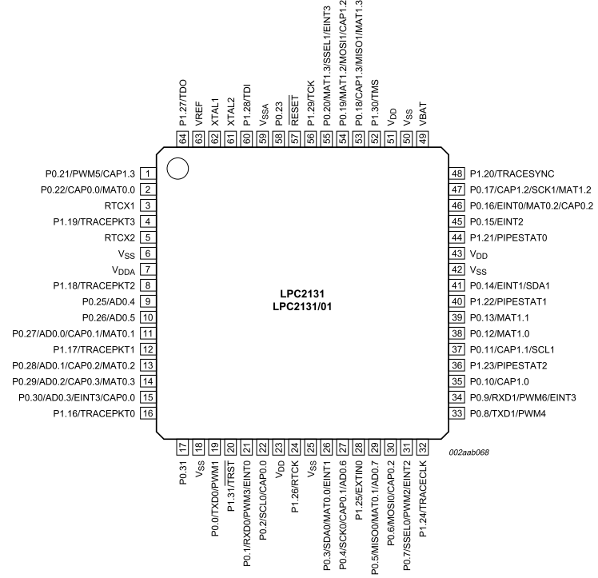 64 P1.27/TDO
63 VREF
62 XTAL1
61 XTAL2
60 P1.28/TDI
59 VSSA
58 P0.23
57 RESET
56 P1.29/TCK
55 P0.20/MAT1.3/SSEL1/EINT3
54 P0.19/MAT1.2/MOSI1/CAP1.2
53 P0.18/CAP1.3/MISO1/MAT1.3
52 P1.30/TMS
51 VDD
50 VSS
49 VBAT
P0.21/PWM5/CAP1.3 1
P0.22/CAP0.0/MAT0.0 2
RTCX1 3
P1.19/TRACEPKT3 4
RTCX2 5
VSS 6
VDDA 7
P1.18/TRACEPKT2 8
P0.25/AD0.4 9
P0.26/AD0.5 10
P0.27/AD0.0/CAP0.1/MAT0.1 11
P1.17/TRACEPKT1 12
P0.28/AD0.1/CAP0.2/MAT0.2 13
P0.29/AD0.2/CAP0.3/MAT0.3 14
P0.30/AD0.3/EINT3/CAP0.0 15
P1.16/TRACEPKT0 16
LPC2131
LPC2131/01
48 P1.20/TRACESYNC
47 P0.17/CAP1.2/SCK1/MAT1.2
46 P0.16/EINT0/MAT0.2/CAP0.2
45 P0.15/EINT2
44 P1.21/PIPESTAT0
43 VDD
42 VSS
41 P0.14/EINT1/SDA1
40 P1.22/PIPESTAT1
39 P0.13/MAT1.1
38 P0.12/MAT1.0
37 P0.11/CAP1.1/SCL1
36 P1.23/PIPESTAT2
35 P0.10/CAP1.0
34 P0.9/RXD1/PWM6/EINT3
33 P0.8/TXD1/PWM4
17 P0.31
18 VSS
19 P0.0/TXD0/PWM1
20 P1.31/TRST
21 P0.1/RXD0/PWM3/EINT0
22 P0.2/SCL0/CAP0.0
23 VDD
24 P1.26/RTCK
25 VSS
26 P0.3/SDA0/MAT0.0/EINT1
27 P0.4/SCK0/CAP0.1/AD0.6
28 P1.25/EXTIN0
29 P0.5/MISO0/MAT0.1/AD0.7
30 P0.6/MOSI0/CAP0.2
31 P0.7/SSEL0/PWM2/EINT2
32 P1.24/TRACECLK
002aab068